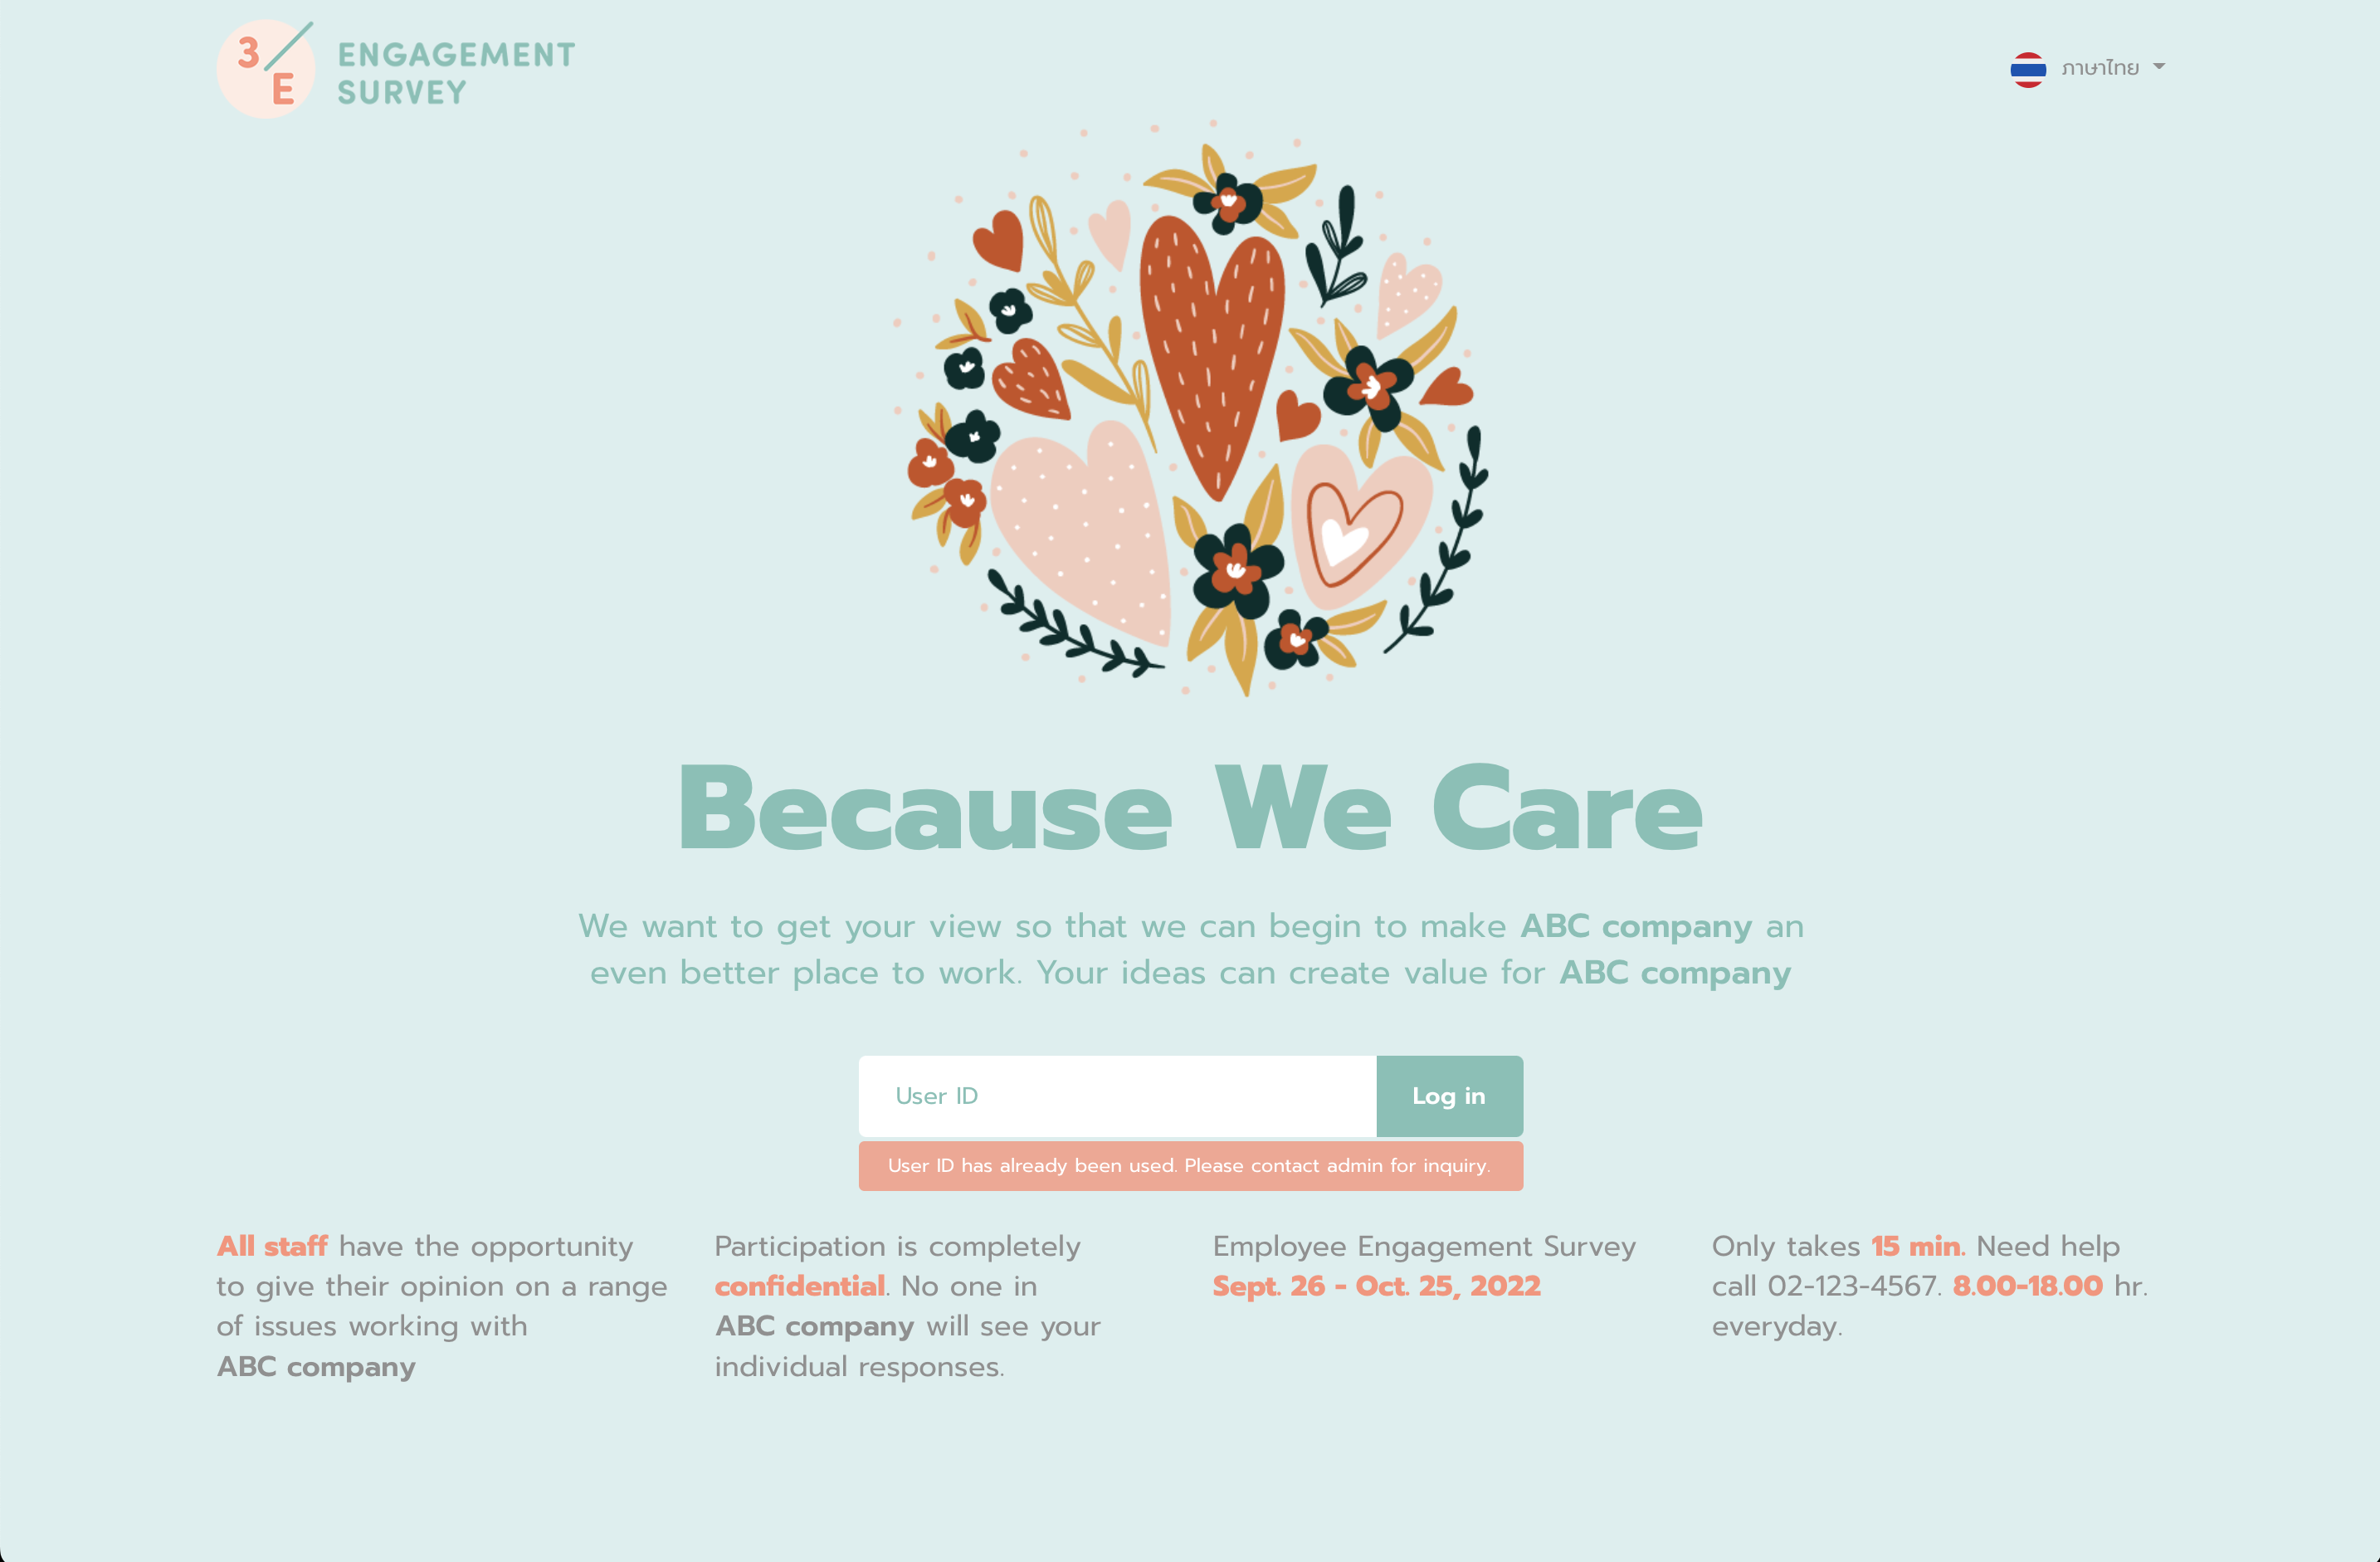 3/E ENGAGEMENT
SURVEY
ภาษาไทย
Because We Care
We want to get your view so that we can begin to make ABC company an
even better place to work. Your ideas can create value for ABC company
User ID
Log in
User ID has already been used. Please contact admin for inquiry.
All staff have the opportunity
to give their opinion on a range
of issues working with
ABC company
Participation is completely
confidential. No one in
ABC company will see your
individual responses.
Employee Engagement Survey
Sept. 26 - Oct. 25, 2022
Only takes 15 min. Need help
call 02-123-4567. 8.00-18.00 hr.
everyday.